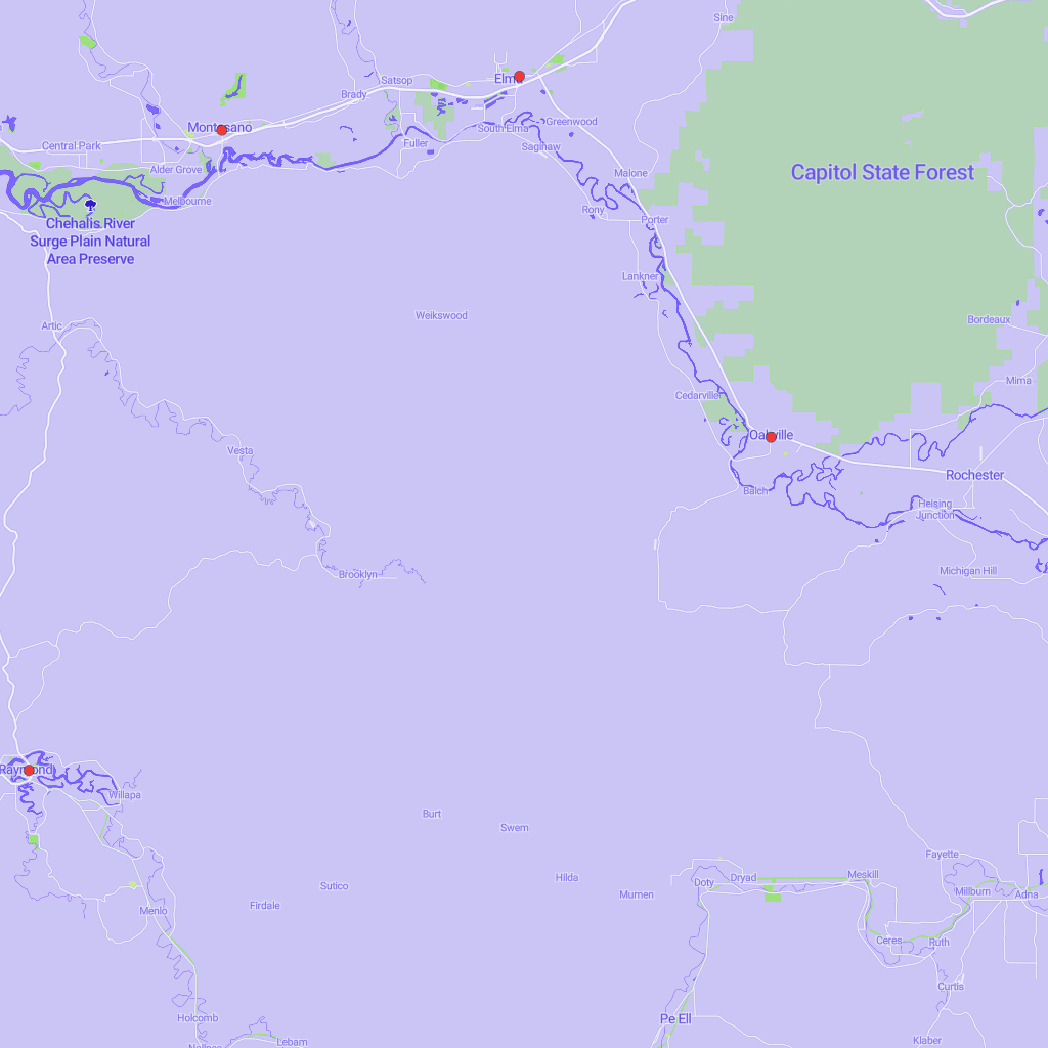 Sine
Satsop
Elma
Brady
Montesano
South Elma
Greenwood
Central Park
Fuller
Saginaw
Alder Grove
Malone
Capitol State Forest
Melbourne
Rony
Porter
Chehalis River
Surge Plain Natural
Area Preserve
Lankner
Weikswood
Bordeaux
Artic
Mima
Cedarville
Oakville
Vesta
Rochester
Balch
Helsing
Junction
Brooklyn
Michigan Hill
Raymond
Willapa
Burt
Swem
Fayette
Doty
Dryad
Meskill
Hilda
Sutico
Murnen
Millburn
Adna
Firdale
Menlo
Ceres
Ruth
Curtis
Holcomb
Pe Ell
Klaber
Lebam